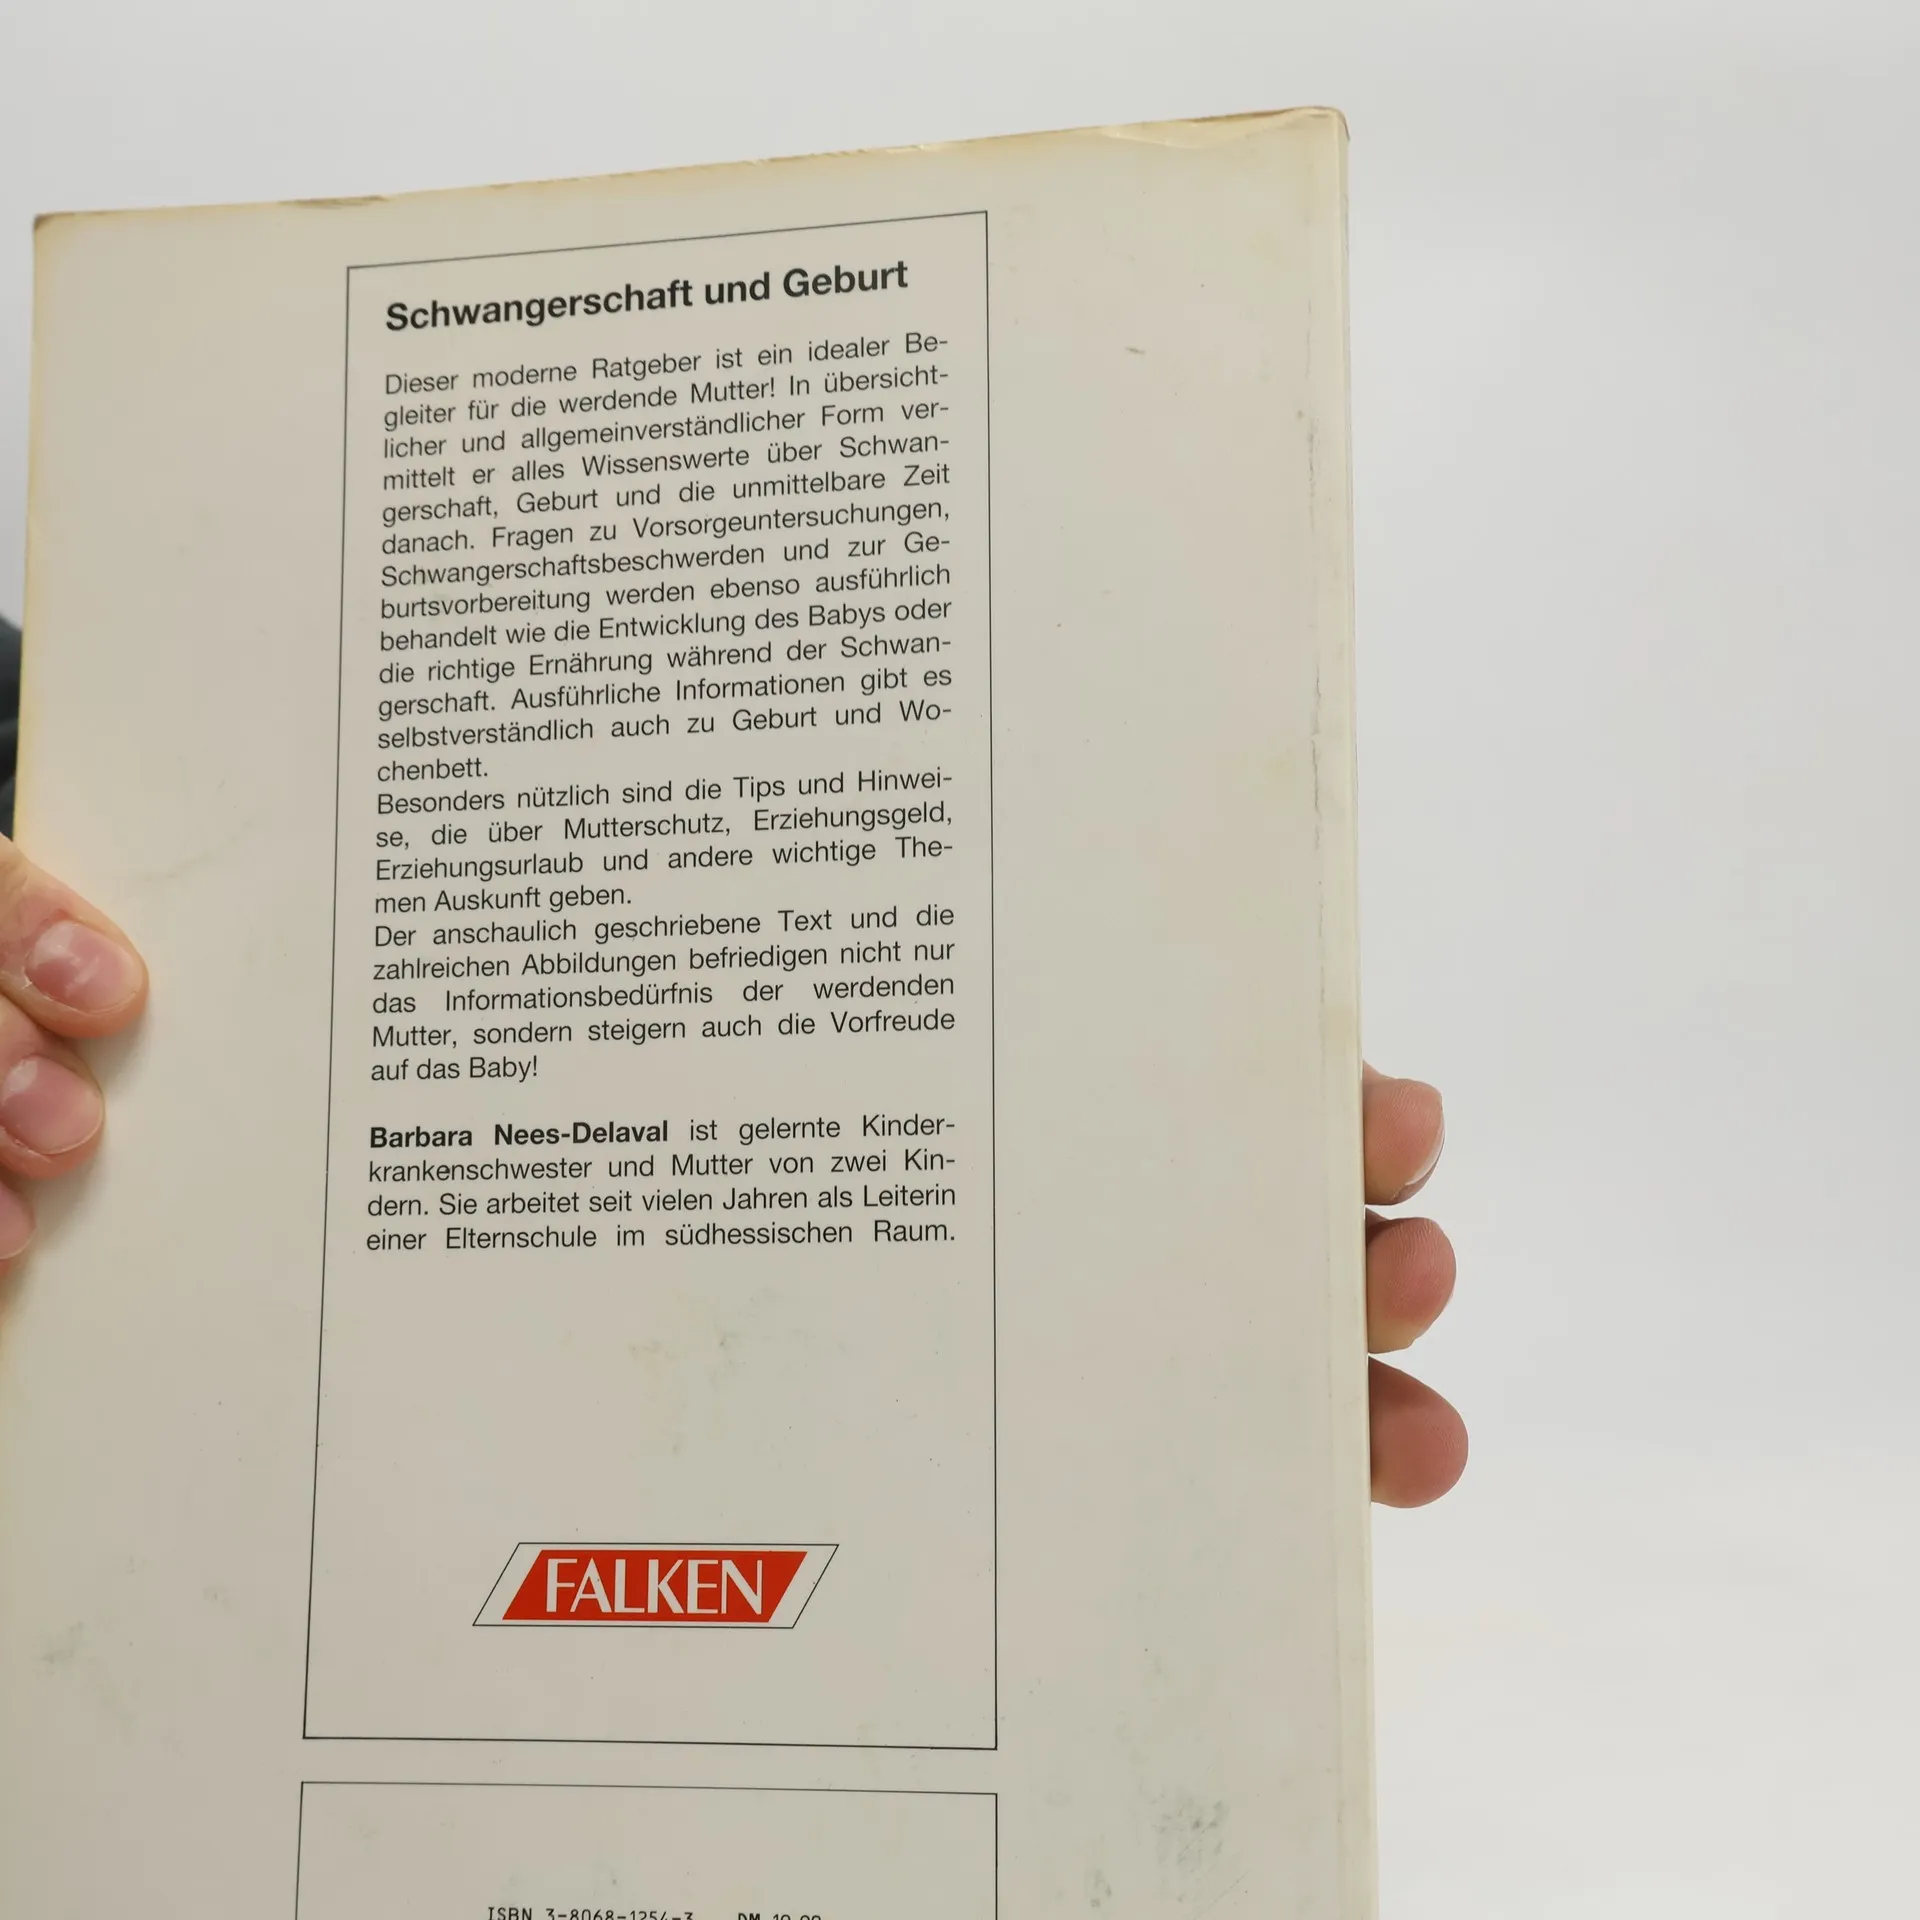 Schwangerschaft und Geburt
Dieser moderne Ratgeber ist ein idealer Be-
gleiter für die werdende Mutter! In übersicht-
licher und allgemeinverständlicher Form ver-
mittelt er alles Wissenswerte über Schwan-
gerschaft, Geburt und die unmittelbare Zeit
danach. Fragen zu Vorsorgeuntersuchungen,
Schwangerschaftsbeschwerden und zur Ge-
burtsvorbereitung werden ebenso ausführlich
behandelt wie die Entwicklung des Babys oder
die richtige Ernährung während der Schwan-
gerschaft. Ausführliche Informationen gibt es
selbstverständlich auch zu Geburt und Wo-
chenbett.
Besonders nützlich sind die Tips und Hinwei-
se, die über Mutterschutz, Erziehungsgeld,
Erziehungsurlaub und andere wichtige The-
men Auskunft geben.
Der anschaulich geschriebene Text und die
zahlreichen Abbildungen befriedigen nicht nur
das Informationsbedürfnis der werdenden
Mutter, sondern steigern auch die Vorfreude
auf das Baby!
Barbara Nees-Delaval ist gelernte Kinder-
krankenschwester und Mutter von zwei Kin-
dern. Sie arbeitet seit vielen Jahren als Leiterin
einer Elternschule im südhessischen Raum.
FALKEN
ISBN 3-8068-1254-3 DM